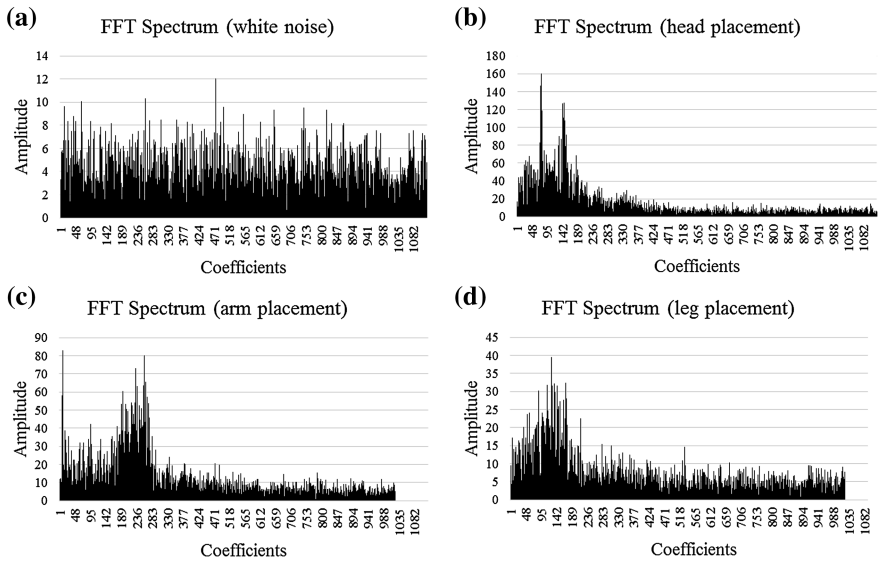 (a)
FFT Spectrum (white noise)
14
12
10
8
6
4
2
0
Amplitude
1 48 95 142 189 236 283 330 377 424 471 518 565 612 659 706 753 800 847 894 941 988 1035 1082
Coefficients
(b)
FFT Spectrum (head placement)
180
160
140
120
100
80
60
40
20
0
Amplitude
1 48 95 142 189 236 283 330 377 424 471 518 565 612 659 706 753 800 847 894 941 988 1035 1082
Coefficients
(c)
FFT Spectrum (arm placement)
90
80
70
60
50
40
30
20
10
0
Amplitude
1 48 95 142 189 236 283 330 377 424 471 518 565 612 659 706 753 800 847 894 941 988 1035 1082
Coefficients
(d)
FFT Spectrum (leg placement)
45
40
35
30
25
20
15
10
5
0
Amplitude
1 48 95 142 189 236 283 330 377 424 471 518 565 612 659 706 753 800 847 894 941 988 1035 1082
Coefficients